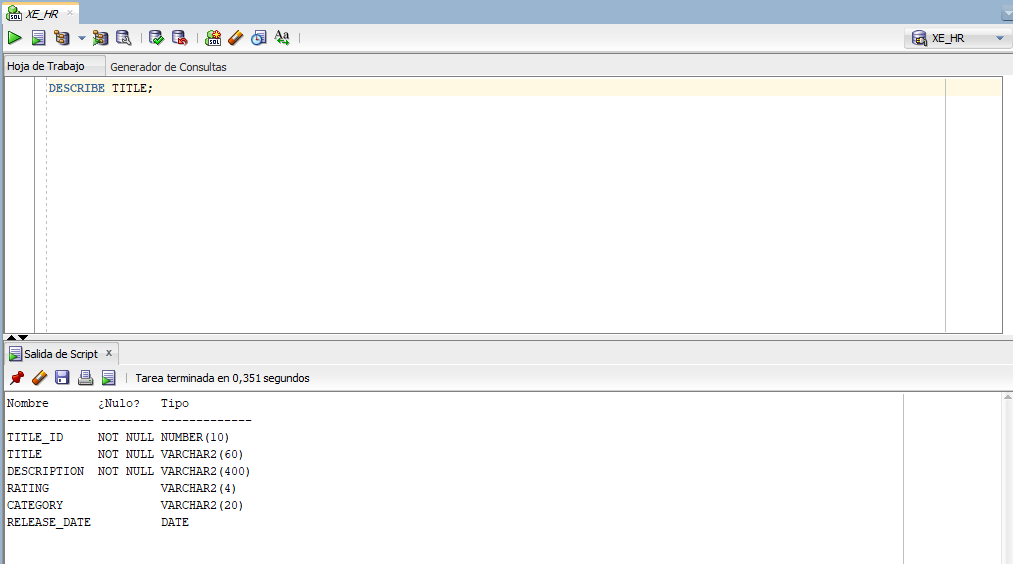 XE_HR
XE_HR
Hoja de Trabajo Generador de Consultas
DESCRIBE TITLE;
Salida de Script
Tarea terminada en 0,351 segundos
Nombre       ¿Nulo?   Tipo
------------ -------- -------------
TITLE_ID     NOT NULL NUMBER(10)
TITLE        NOT NULL VARCHAR2(60)
DESCRIPTION  NOT NULL VARCHAR2(400)
RATING                VARCHAR2(4)
CATEGORY              VARCHAR2(20)
RELEASE_DATE          DATE